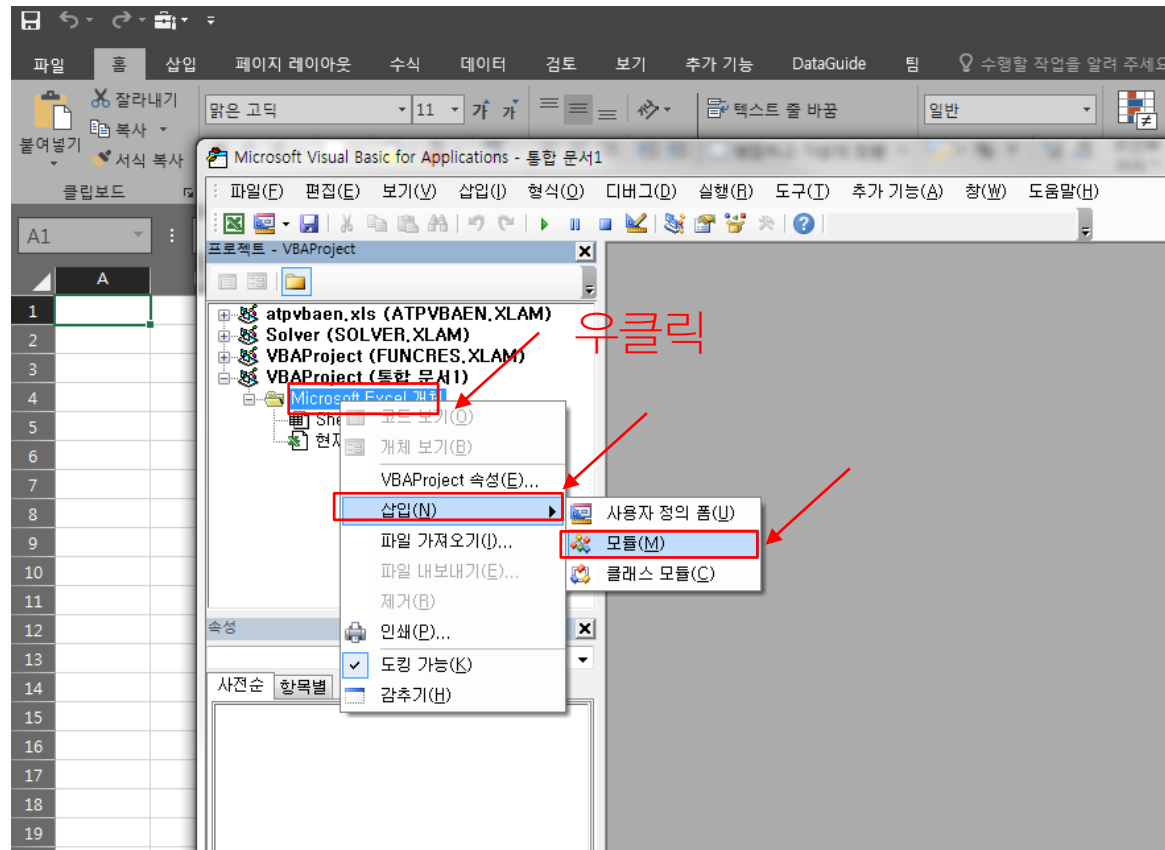 파일 홈 삽입 페이지 레이아웃 수식 데이터 검토 보기 추가 기능 DataGuide 팀 수행할 작업을 알려 주세요
잘라내기
복사
서식 복사
붙여넣기
클립보드
맑은 고딕 11 가 가 텍스트 줄 바꿈 일반
A1
A
1
2
3
4
5
6
7
8
9
10
11
12
13
14
15
16
17
18
19
Microsoft Visual Basic for Applications - 통합 문서1
파일(F) 편집(E) 보기(V) 삽입(I) 형식(O) 디버그(D) 실행(R) 도구(T) 추가 기능(A) 창(W) 도움말(H)
프로젝트 - VBAProject
atpvbaen.xls (ATPVBAEN.XLAM)
Solver (SOLVER.XLAM)
VBAProject (FUNCRES.XLAM)
VBAProject (통합 문서1)
Microsoft Excel 개체
우클릭
코드 보기(O)
개체 보기(B)
VBAProject 속성(E)...
삽입(N)
파일 가져오기(I)...
파일 내보내기(E)...
제거(R)
인쇄(P)...
도킹 가능(K)
감추기(H)
사용자 정의 폼(U)
모듈(M)
클래스 모듈(C)
속성
사전순 항목별